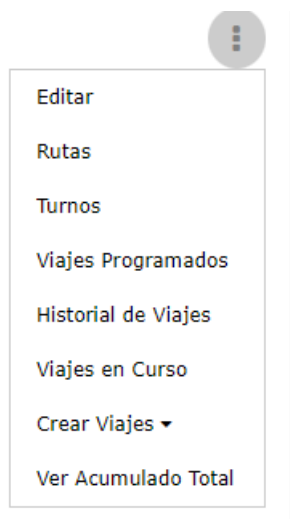 Editar
Rutas
Turnos
Viajes Programados
Historial de Viajes
Viajes en Curso
Crear Viajes
Ver Acumulado Total